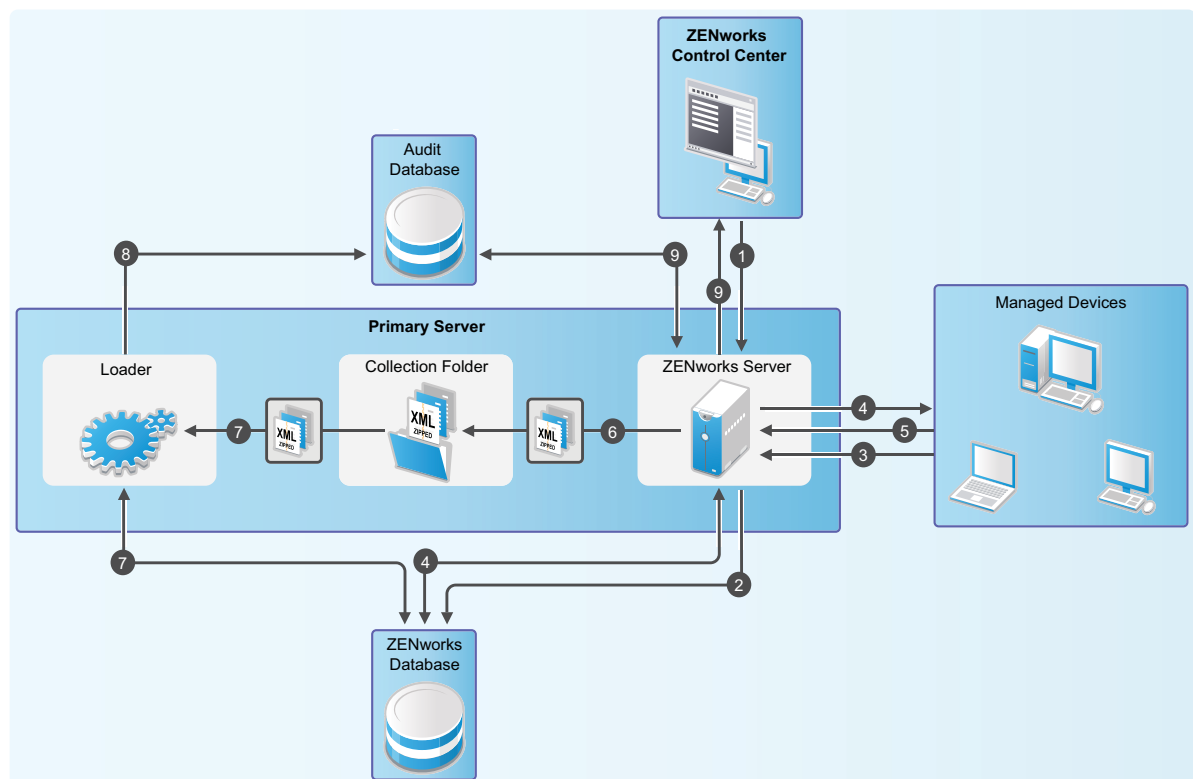 ZENworks
Control Center
Audit
Database
8
9
1
9
Managed Devices
Primary Server
Loader
Collection Folder
ZENworks Server
XML
ZIPPED
XML
ZIPPED
XML
ZIPPED
7
6
4
5
3
7
4
2
ZENworks
Database